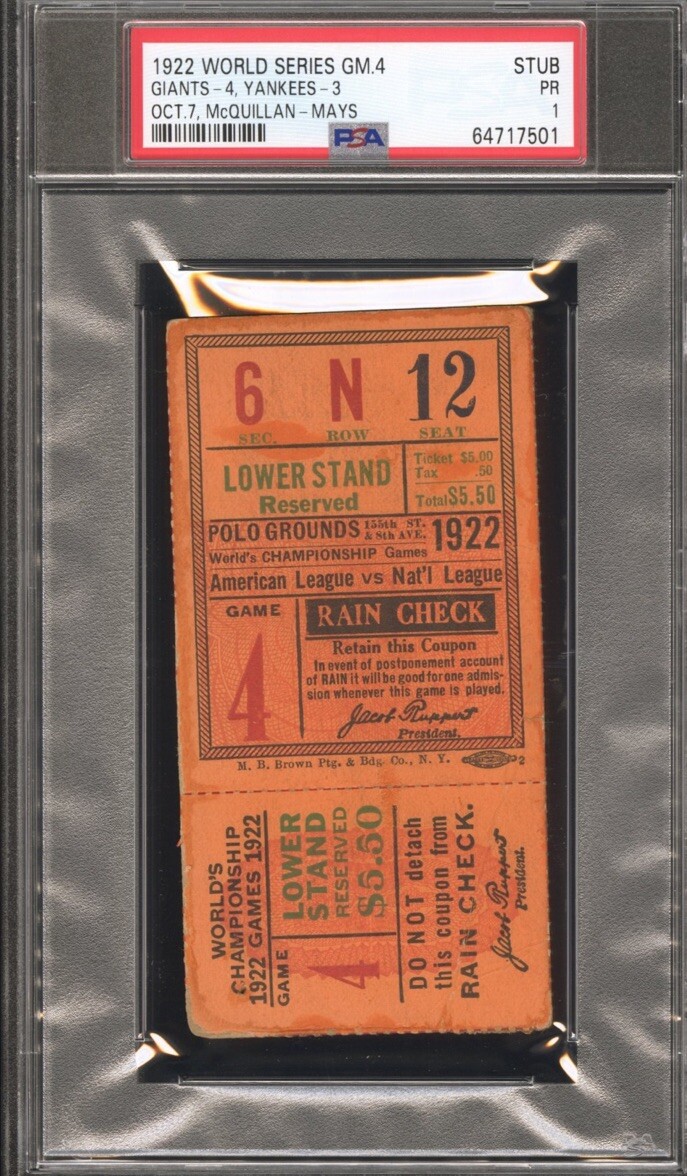 1922 WORLD SERIES GM.4 STUB
GIANTS-4, YANKEES-3 PR
OCT.7, McQUILLAN-MAYS 1
PSA 64717501
6 N 12
SEC. ROW SEAT
LOWER STAND
Reserved
Ticket $5.00
Tax .50
Total $5.50
POLO GROUNDS 155th ST. & 8th AVE. 1922
World's CHAMPIONSHIP Games
American League vs Nat'l League
GAME
4
RAIN CHECK
Retain this Coupon
In event of postponement account
of RAIN it will be good for one admis-
sion whenever this game is played.
Jacob Ruppert
President.
M. B. Brown Ptg. & Bdg. Co., N. Y. 2
WORLD'S
CHAMPIONSHIP
1922 GAMES 1922
GAME
4
LOWER
STAND
RESERVED
$5.50
DO NOT detach
this coupon from
RAIN CHECK.
Jacob Ruppert
President.